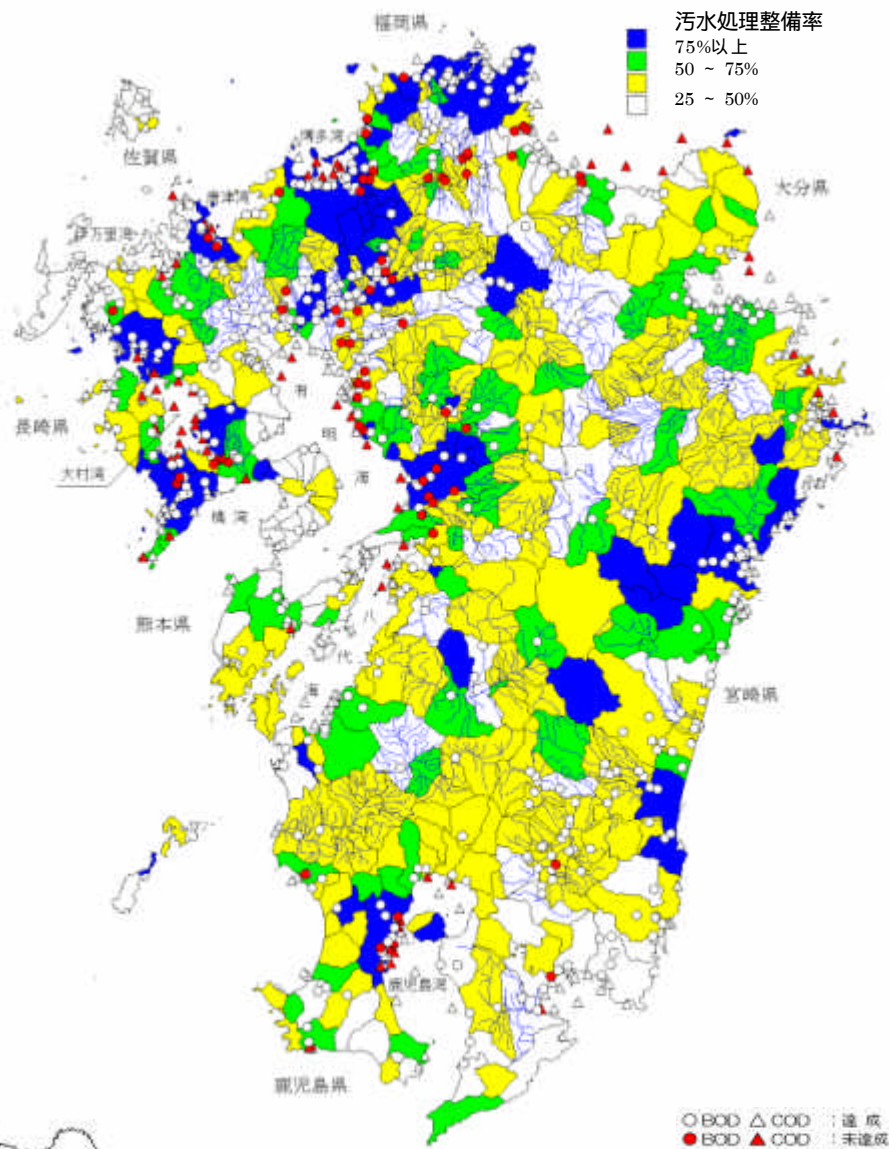 福岡県
汚水処理整備率
75%以上
50 ~ 75%
25 ~ 50%
博多湾
佐賀県
唐津湾
大分県
伊万里湾
有
明
海
長崎県
大村湾
橘湾
八
代
海
熊本県
宮崎県
鹿児島湾
鹿児島県
○BOD △COD : 達成
●BOD ▲COD : 未達成